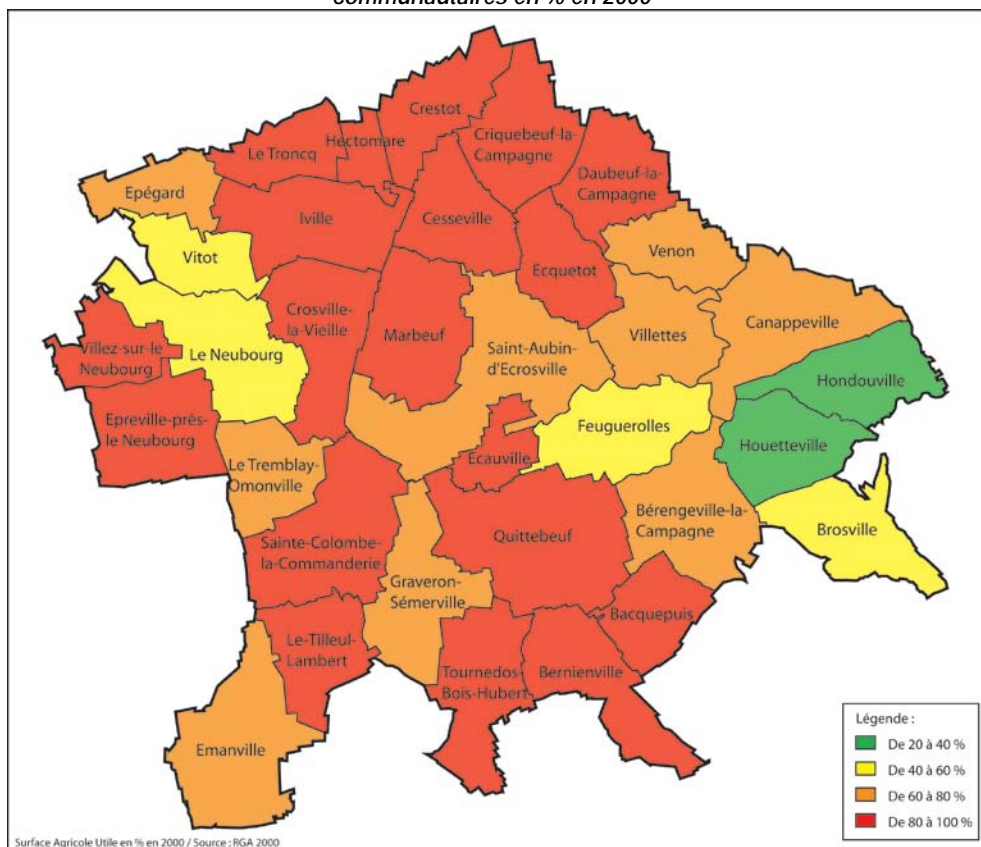 communautaires en % en 2000
Crestot
Hectomare
Criquebeuf-la-
Campagne
Le Troncq
Daubeuf-la-
Campagne
Epégard
Iville
Cesseville
Vitot
Venon
Ecquetot
Crosville-
la-Vieille
Marbeuf
Villettes
Canappeville
Villez-sur-le
Neubourg
Le Neubourg
Saint-Aubin-
d'Ecrosville
Hondouville
Epreville-près-
le Neubourg
Feuguerolles
Houetteville
Le Tremblay-
Omonville
Ecauville
Bérengeville-la-
Campagne
Brosville
Sainte-Colombe-
la-Commanderie
Quittebeuf
Graveron-
Sémerville
Bacquepuis
Le-Tilleul-
Lambert
Tournedos-
Bois-Hubert
Bernienville
Emanville
Légende :
De 20 à 40 %
De 40 à 60 %
De 60 à 80 %
De 80 à 100 %
Surface Agricole Utile en % en 2000 / Source : RGA 2000